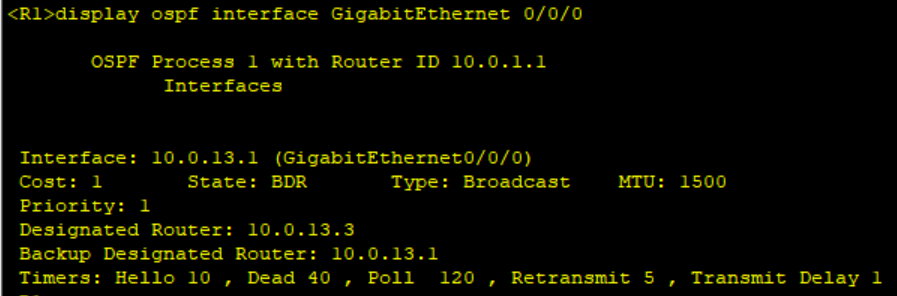 <R1>display ospf interface GigabitEthernet 0/0/0
OSPF Process 1 with Router ID 10.0.1.1
Interfaces
Interface: 10.0.13.1 (GigabitEthernet0/0/0)
Cost: 1 State: BDR Type: Broadcast MTU: 1500
Priority: 1
Designated Router: 10.0.13.3
Backup Designated Router: 10.0.13.1
Timers: Hello 10 , Dead 40 , Poll 120 , Retransmit 5 , Transmit Delay 1